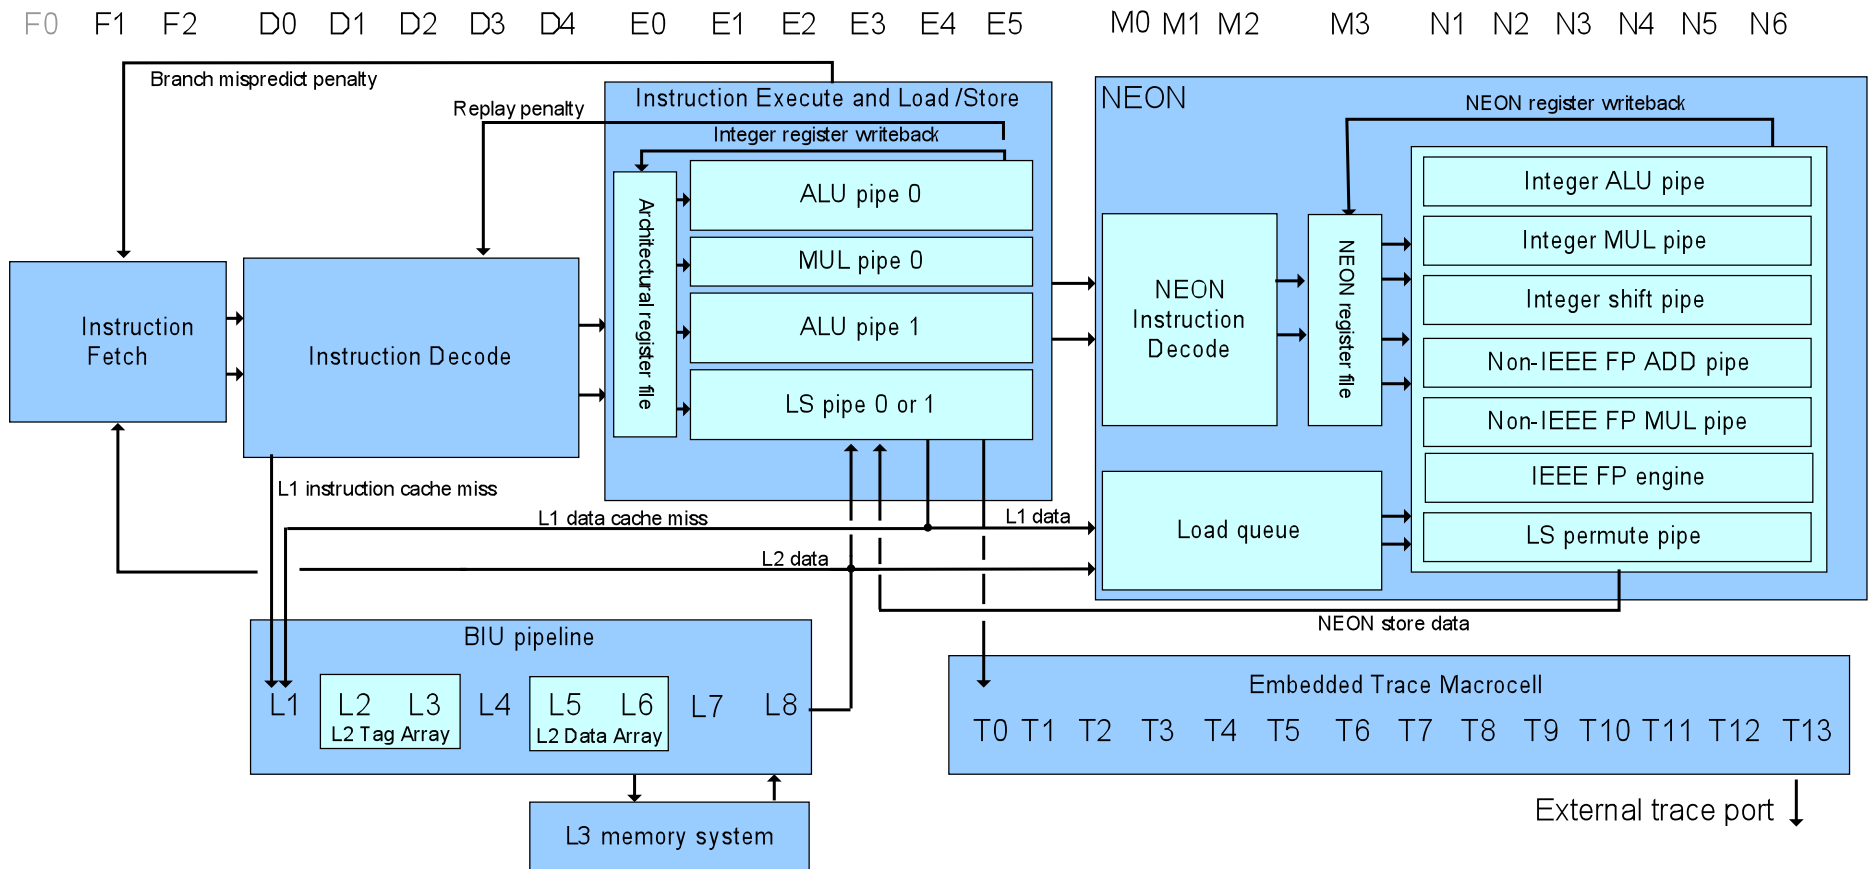 F0 F1 F2 D0 D1 D2 D3 D4 E0 E1 E2 E3 E4 E5 M0 M1 M2 M3 N1 N2 N3 N4 N5 N6
Branch mispredict penalty
Replay penalty
Instruction Execute and Load /Store
Integer register writeback
Architectural register file
ALU pipe 0
MUL pipe 0
ALU pipe 1
LS pipe 0 or 1
Instruction
Fetch
Instruction Decode
NEON
NEON register writeback
NEON
Instruction
Decode
NEON register file
Integer ALU pipe
Integer MUL pipe
Integer shift pipe
Non-IEEE FP ADD pipe
Non-IEEE FP MUL pipe
IEEE FP engine
LS permute pipe
Load queue
L1 instruction cache miss
L1 data cache miss
L1 data
L2 data
NEON store data
BIU pipeline
L1 L2 L3 L4 L5 L6 L7 L8
L2 Tag Array
L2 Data Array
L3 memory system
Embedded Trace Macrocell
T0 T1 T2 T3 T4 T5 T6 T7 T8 T9 T10 T11 T12 T13
External trace port